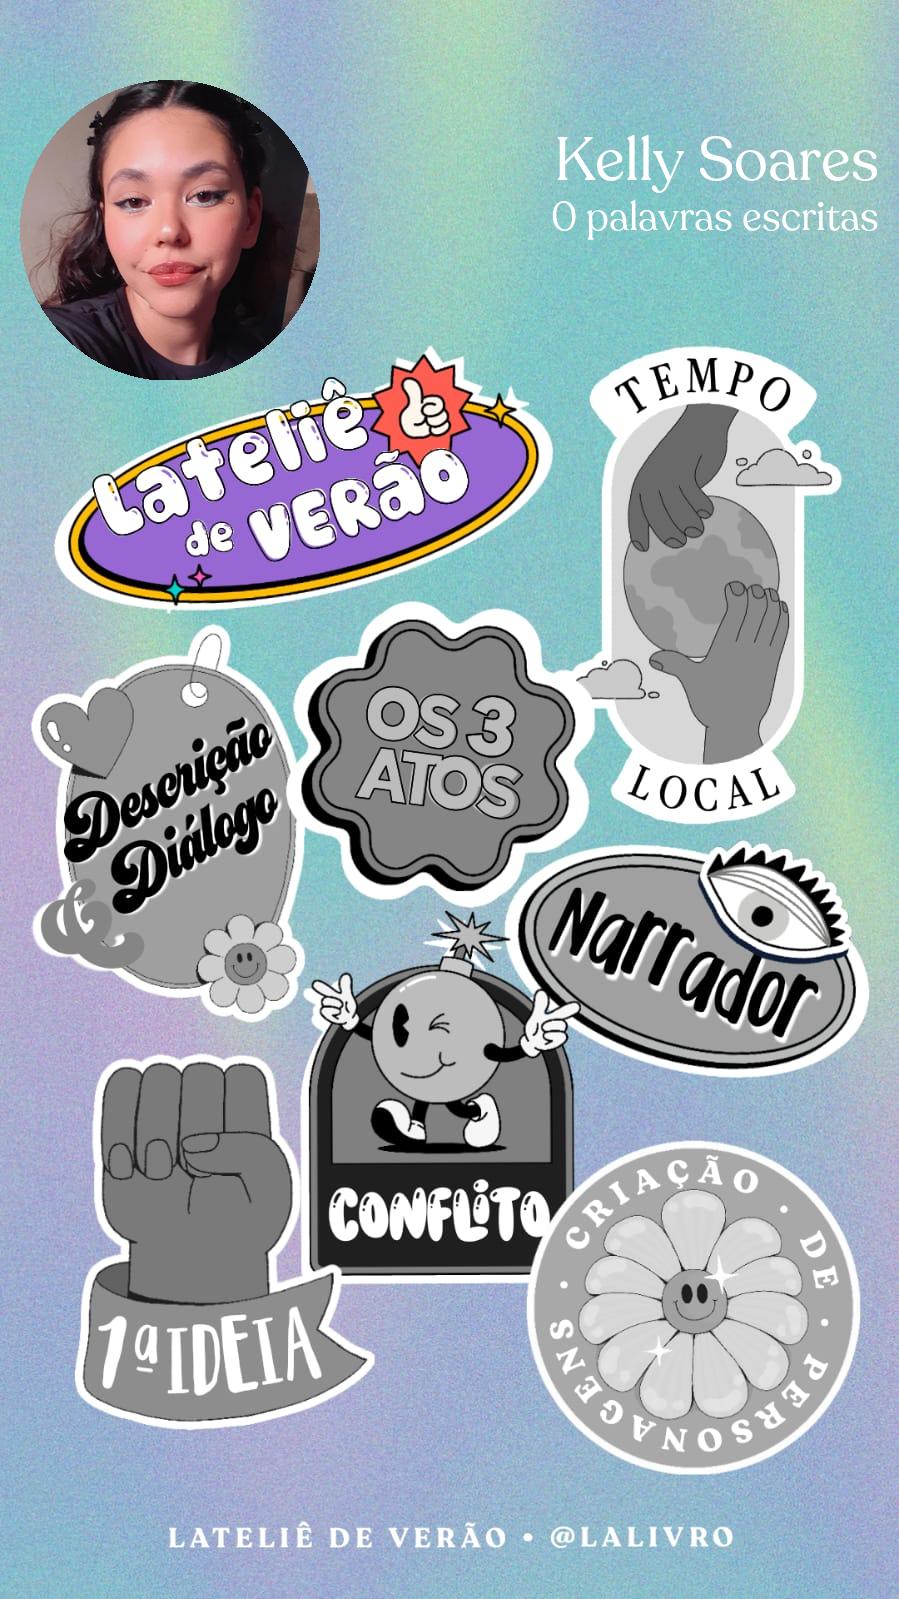 Kelly Soares
0 palavras escritas
Lateliê
de VERÃO
TEMPO
LOCAL
OS 3
ATOS
Descrição
&
Diálogo
Narrador
CONFLITO
1ª IDEIA
CRIAÇÃO · DE · PERSONAGENS ·
LATELIÊ DE VERÃO • @LALIVRO